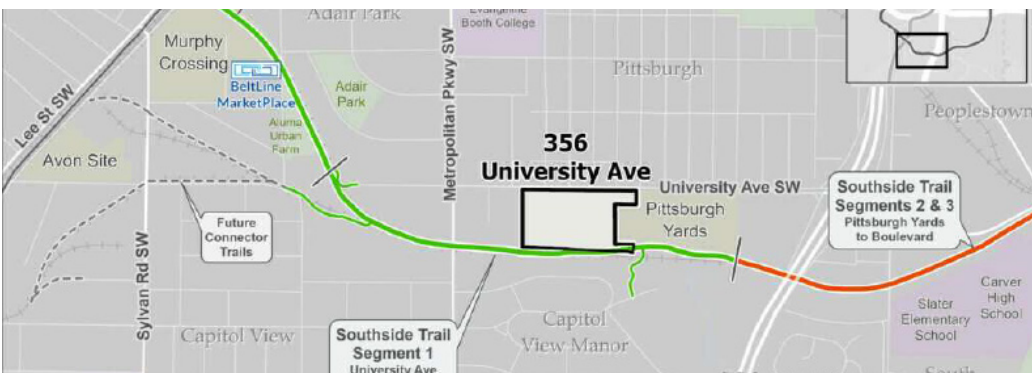 Adair Park
Evangeline
Booth College
Murphy
Crossing
BeltLine
MarketPlace
Adair
Park
Aluma
Urban
Farm
Lee St SW
Avon Site
Metropolitan Pkwy SW
Pittsburgh
Peoplestown
356
University Ave
University Ave SW
Pittsburgh
Yards
Southside Trail
Segments 2 & 3
Pittsburgh Yards
to Boulevard
Future
Connector
Trails
Sylvan Rd SW
Capitol View
Southside Trail
Segment 1
University Ave
Capitol
View Manor
Slater
Elementary
School
Carver
High
School
South